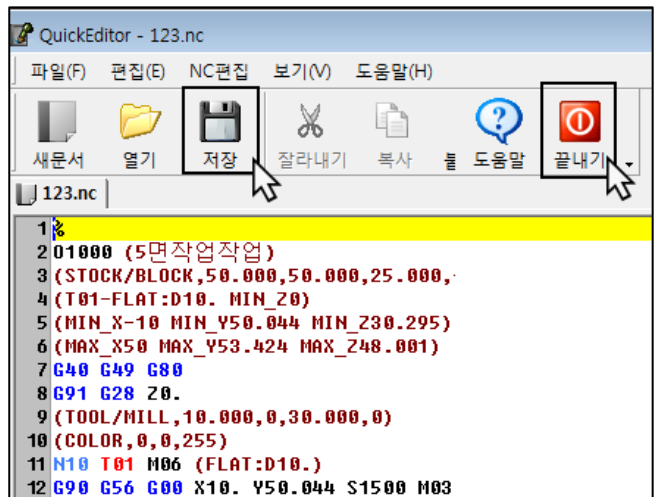 QuickEditor - 123.nc
파일(F) 편집(E) NC편집 보기(V) 도움말(H)
새문서 열기 저장 잘라내기 복사 도움말 끝내기
123.nc
1 %
2 O1000 (5면작업작업)
3 (STOCK/BLOCK,50.000,50.000,25.000,
4 (T01-FLAT:D10. MIN_Z0)
5 (MIN_X-10 MIN_Y50.044 MIN_Z30.295)
6 (MAX_X50 MAX_Y53.424 MAX_Z48.001)
7 G40 G49 G80
8 G91 G28 Z0.
9 (TOOL/MILL,10.000,0,30.000,0)
10 (COLOR,0,0,255)
11 N10 T01 M06 (FLAT:D10.)
12 G90 G56 G00 X10. Y50.044 S1500 M03